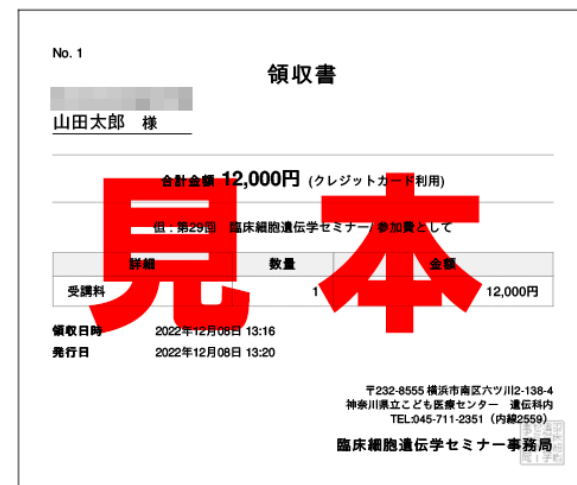 No. 1
領収書
山田太郎 様
合計金額 12,000円 (クレジットカード利用)
但 : 第29回 臨床細胞遺伝学セミナー/ 参加費として
見本
詳細 数量 金額
受講料 1 12,000円
領収日時 2022年12月08日 13:16
発行日 2022年12月08日 13:20
〒232-8555 横浜市南区六ツ川2-138-4
神奈川県立こども医療センター 遺伝科内
TEL:045-711-2351（内線2559）
臨床細胞遺伝学セミナー事務局